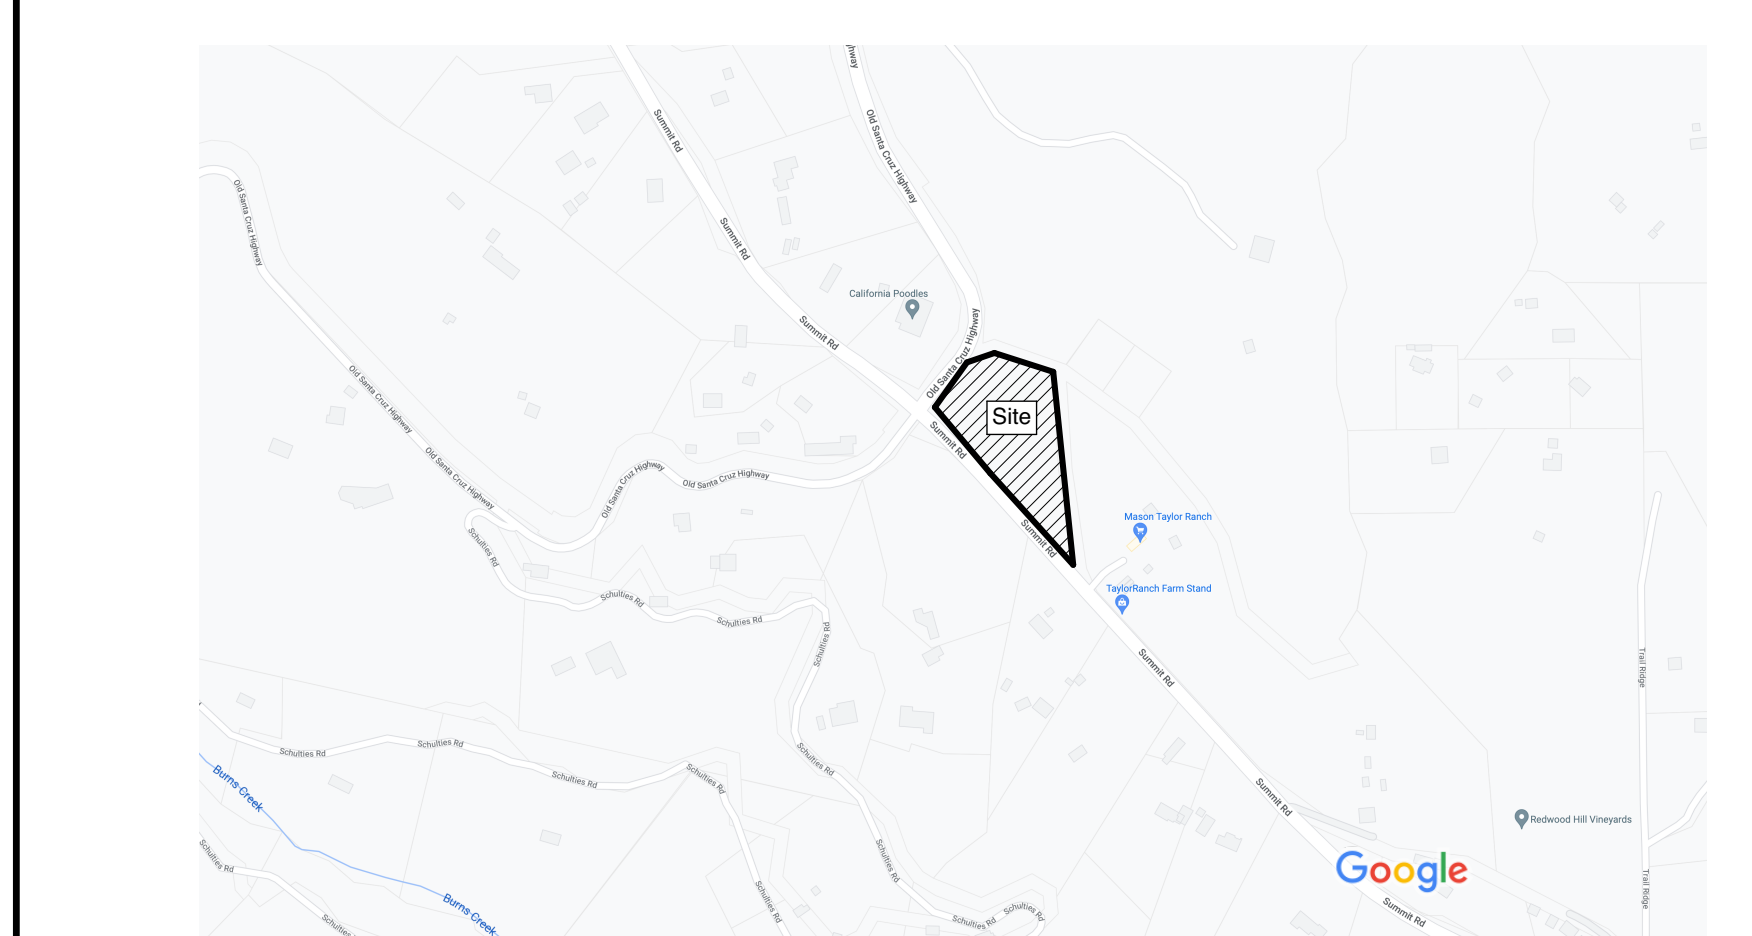 hway
Old Santa Cruz Highway
Summit Rd
Old Santa Cruz Highway
Summit Rd
California Poodles
Summit Rd
Old Santa Cruz Highway
Old Santa Cruz Highway
Site
Summit Rd
Old Santa Cruz Highway
Old Santa Cruz Highway
Old Santa Cruz Highway
Mason Taylor Ranch
Summit Rd
Schulties Rd
TaylorRanch Farm Stand
Schulties Rd
Schulties Rd
Schulties Rd
Summit Rd
Trail Ridge
Schulties Rd
Schulties Rd
Schulties Rd
Schulties Rd
Schulties Rd
Burns Creek
Summit Rd
Redwood Hill Vineyards
Schulties Rd
Schulties Rd
Google
Trail Ridge
Schulties Rd
Burns Creek
Schulties Rd
Schulties Rd
Summit Rd
Schulties Rd